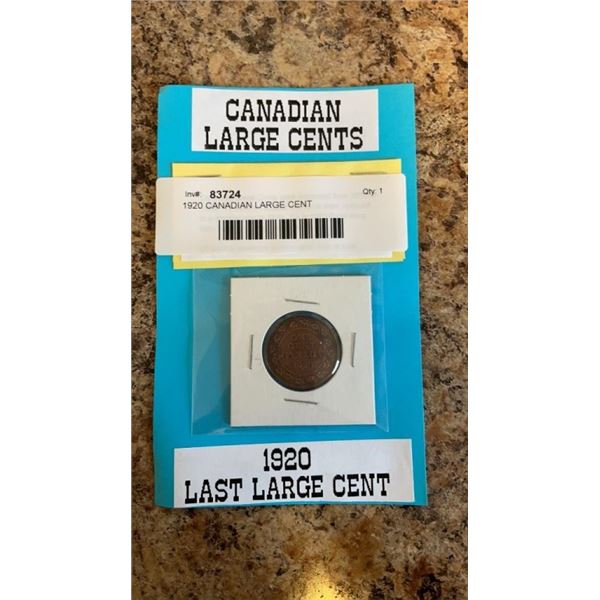 CANADIAN
LARGE CENTS
Inv#: 83724 Qty: 1
1920 CANADIAN LARGE CENT
1920
LAST LARGE CENT